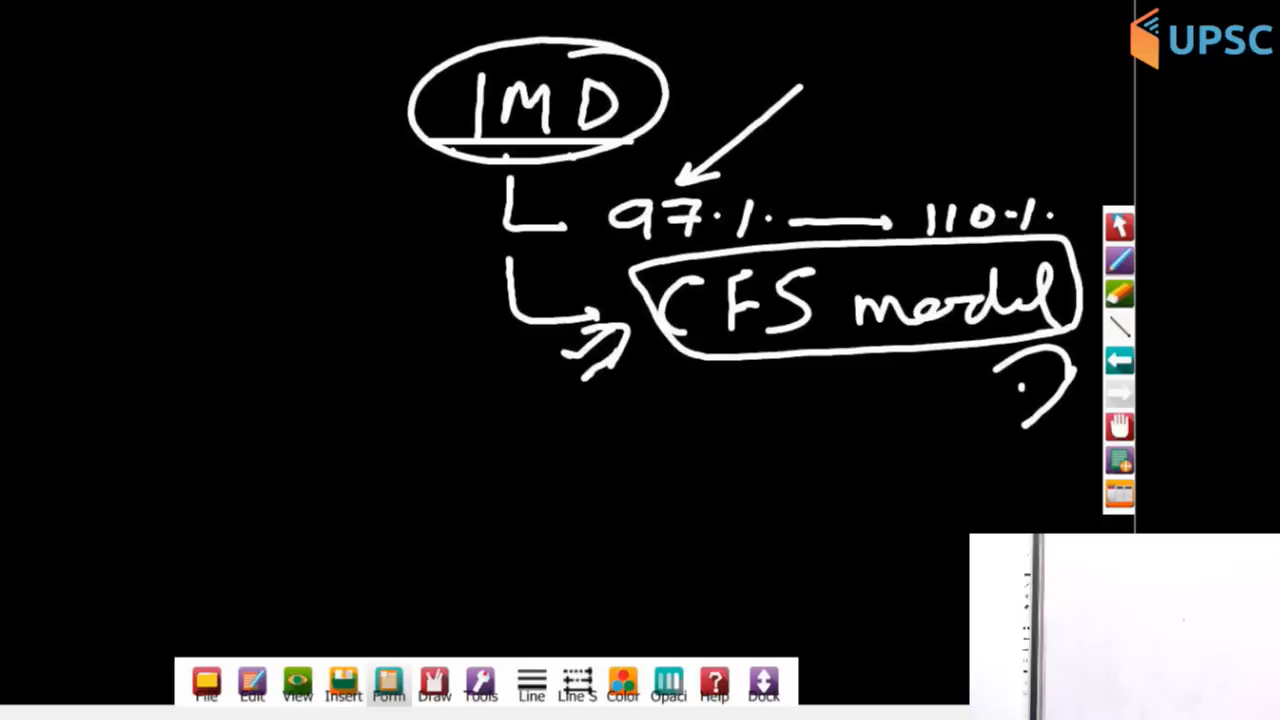 UPSC
IMD
97% → 110%
CFS model
File Edit View Insert Form Draw Tools Line Line S Color Opaci Help Dock